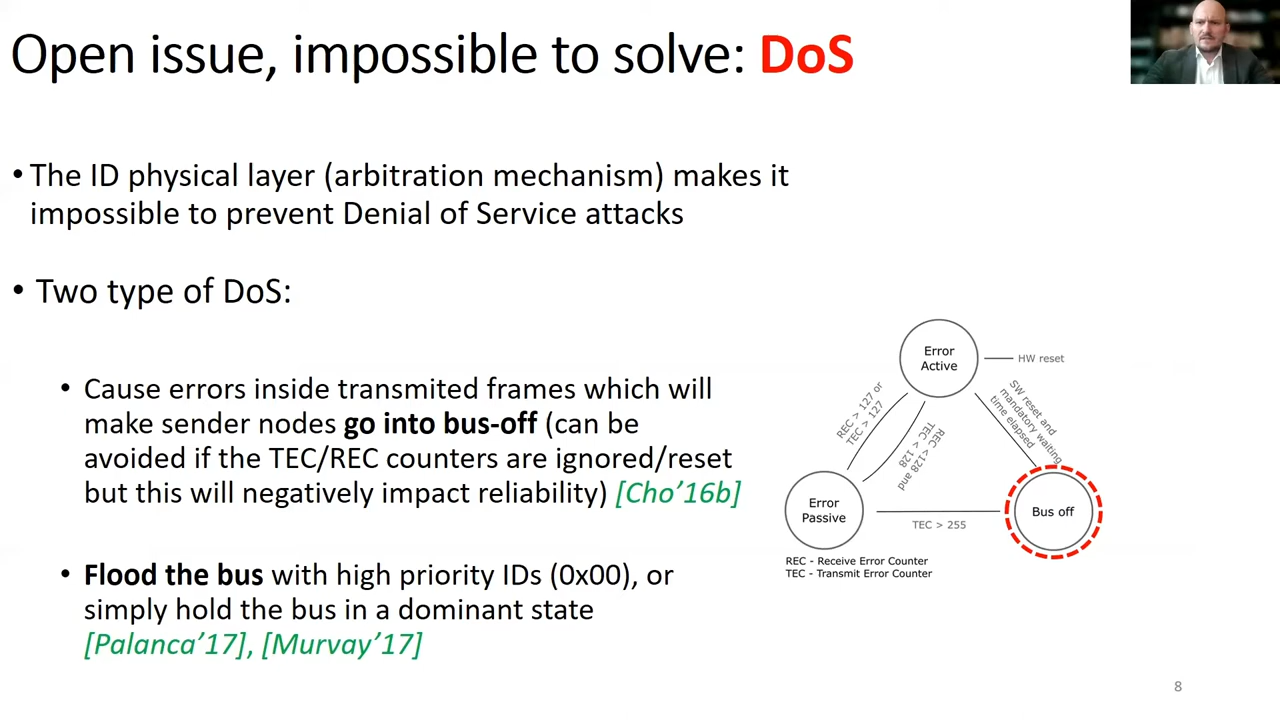 Open issue, impossible to solve: DoS
• The ID physical layer (arbitration mechanism) makes it
impossible to prevent Denial of Service attacks
• Two type of DoS:
• Cause errors inside transmited frames which will
make sender nodes go into bus-off (can be
avoided if the TEC/REC counters are ignored/reset
but this will negatively impact reliability) [Cho’16b]
• Flood the bus with high priority IDs (0x00), or
simply hold the bus in a dominant state
[Palanca’17], [Murvay’17]
Error
Active
HW reset
REC > 127 or
TEC > 127
REC <128 and
TEC < 128
SW reset and
mandatory waiting
time elapsed
Error
Passive
TEC > 255
Bus off
REC - Receive Error Counter
TEC - Transmit Error Counter
8